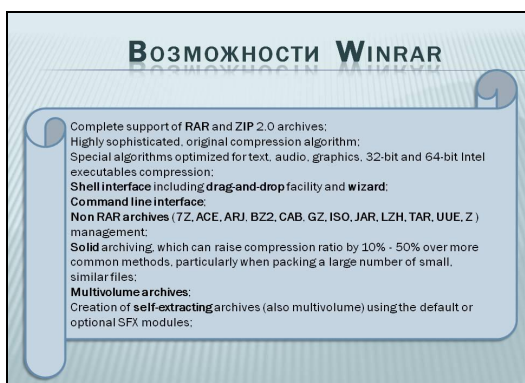 Возможности Winrar
Complete support of RAR and ZIP 2.0 archives;
Highly sophisticated, original compression algorithm;
Special algorithms optimized for text, audio, graphics, 32-bit and 64-bit Intel
executables compression;
Shell interface including drag-and-drop facility and wizard;
Command line interface;
Non RAR archives (7Z, ACE, ARJ, BZ2, CAB, GZ, ISO, JAR, LZH, TAR, UUE, Z )
management;
Solid archiving, which can raise compression ratio by 10% - 50% over more
common methods, particularly when packing a large number of small,
similar files;
Multivolume archives;
Creation of self-extracting archives (also multivolume) using the default or
optional SFX modules;